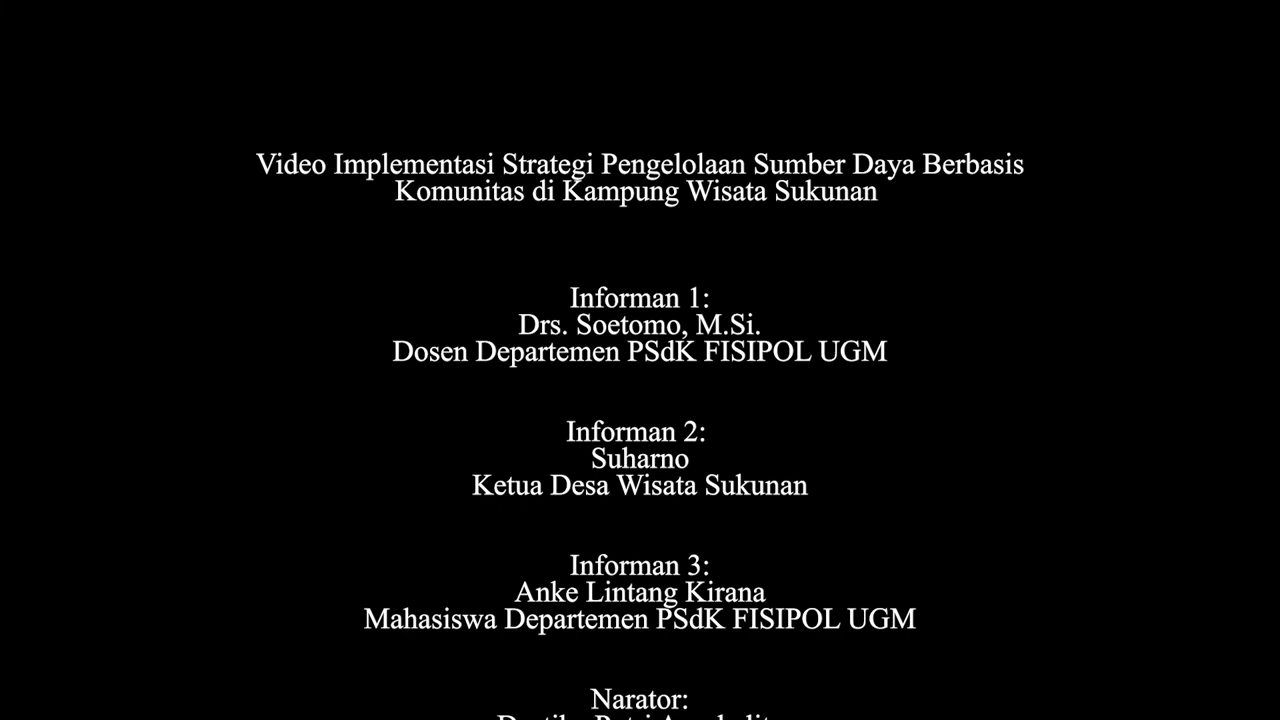 Video Implementasi Strategi Pengelolaan Sumber Daya Berbasis
Komunitas di Kampung Wisata Sukunan
Informan 1:
Drs. Soetomo, M.Si.
Dosen Departemen PSdK FISIPOL UGM
Informan 2:
Suharno
Ketua Desa Wisata Sukunan
Informan 3:
Anke Lintang Kirana
Mahasiswa Departemen PSdK FISIPOL UGM
Narator: